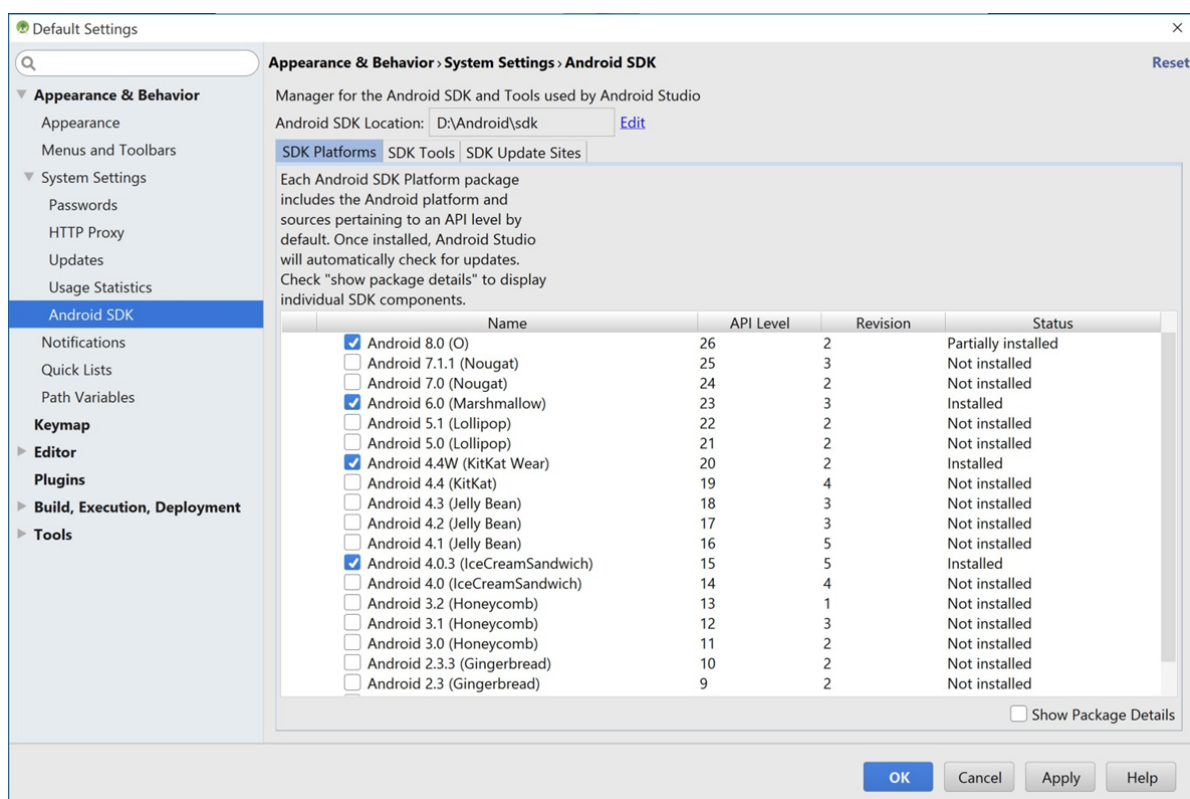 Default Settings
Appearance & Behavior
Appearance
Menus and Toolbars
System Settings
Passwords
HTTP Proxy
Updates
Usage Statistics
Android SDK
Notifications
Quick Lists
Path Variables
Keymap
Editor
Plugins
Build, Execution, Deployment
Tools
Appearance & Behavior › System Settings › Android SDK
Reset
Manager for the Android SDK and Tools used by Android Studio
Android SDK Location: D:\Android\sdk Edit
SDK Platforms SDK Tools SDK Update Sites
Each Android SDK Platform package
includes the Android platform and
sources pertaining to an API level by
default. Once installed, Android Studio
will automatically check for updates.
Check "show package details" to display
individual SDK components.
Name API Level Revision Status
Android 8.0 (O) 26 2 Partially installed
Android 7.1.1 (Nougat) 25 3 Not installed
Android 7.0 (Nougat) 24 2 Not installed
Android 6.0 (Marshmallow) 23 3 Installed
Android 5.1 (Lollipop) 22 2 Not installed
Android 5.0 (Lollipop) 21 2 Not installed
Android 4.4W (KitKat Wear) 20 2 Installed
Android 4.4 (KitKat) 19 4 Not installed
Android 4.3 (Jelly Bean) 18 3 Not installed
Android 4.2 (Jelly Bean) 17 3 Not installed
Android 4.1 (Jelly Bean) 16 5 Not installed
Android 4.0.3 (IceCreamSandwich) 15 5 Installed
Android 4.0 (IceCreamSandwich) 14 4 Not installed
Android 3.2 (Honeycomb) 13 1 Not installed
Android 3.1 (Honeycomb) 12 3 Not installed
Android 3.0 (Honeycomb) 11 2 Not installed
Android 2.3.3 (Gingerbread) 10 2 Not installed
Android 2.3 (Gingerbread) 9 2 Not installed
Show Package Details
OK Cancel Apply Help